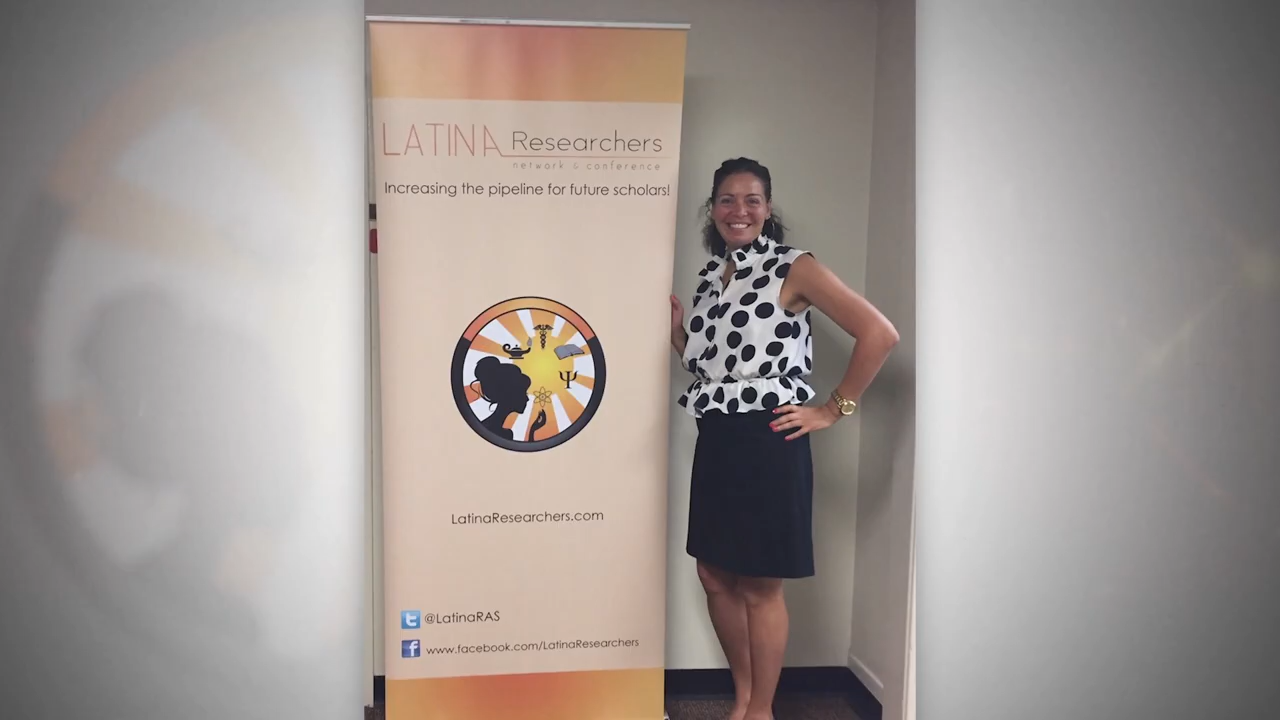 LATINA Researchers
network & conference
Increasing the pipeline for future scholars!
LatinaResearchers.com
@LatinaRAS
www.facebook.com/LatinaResearchers